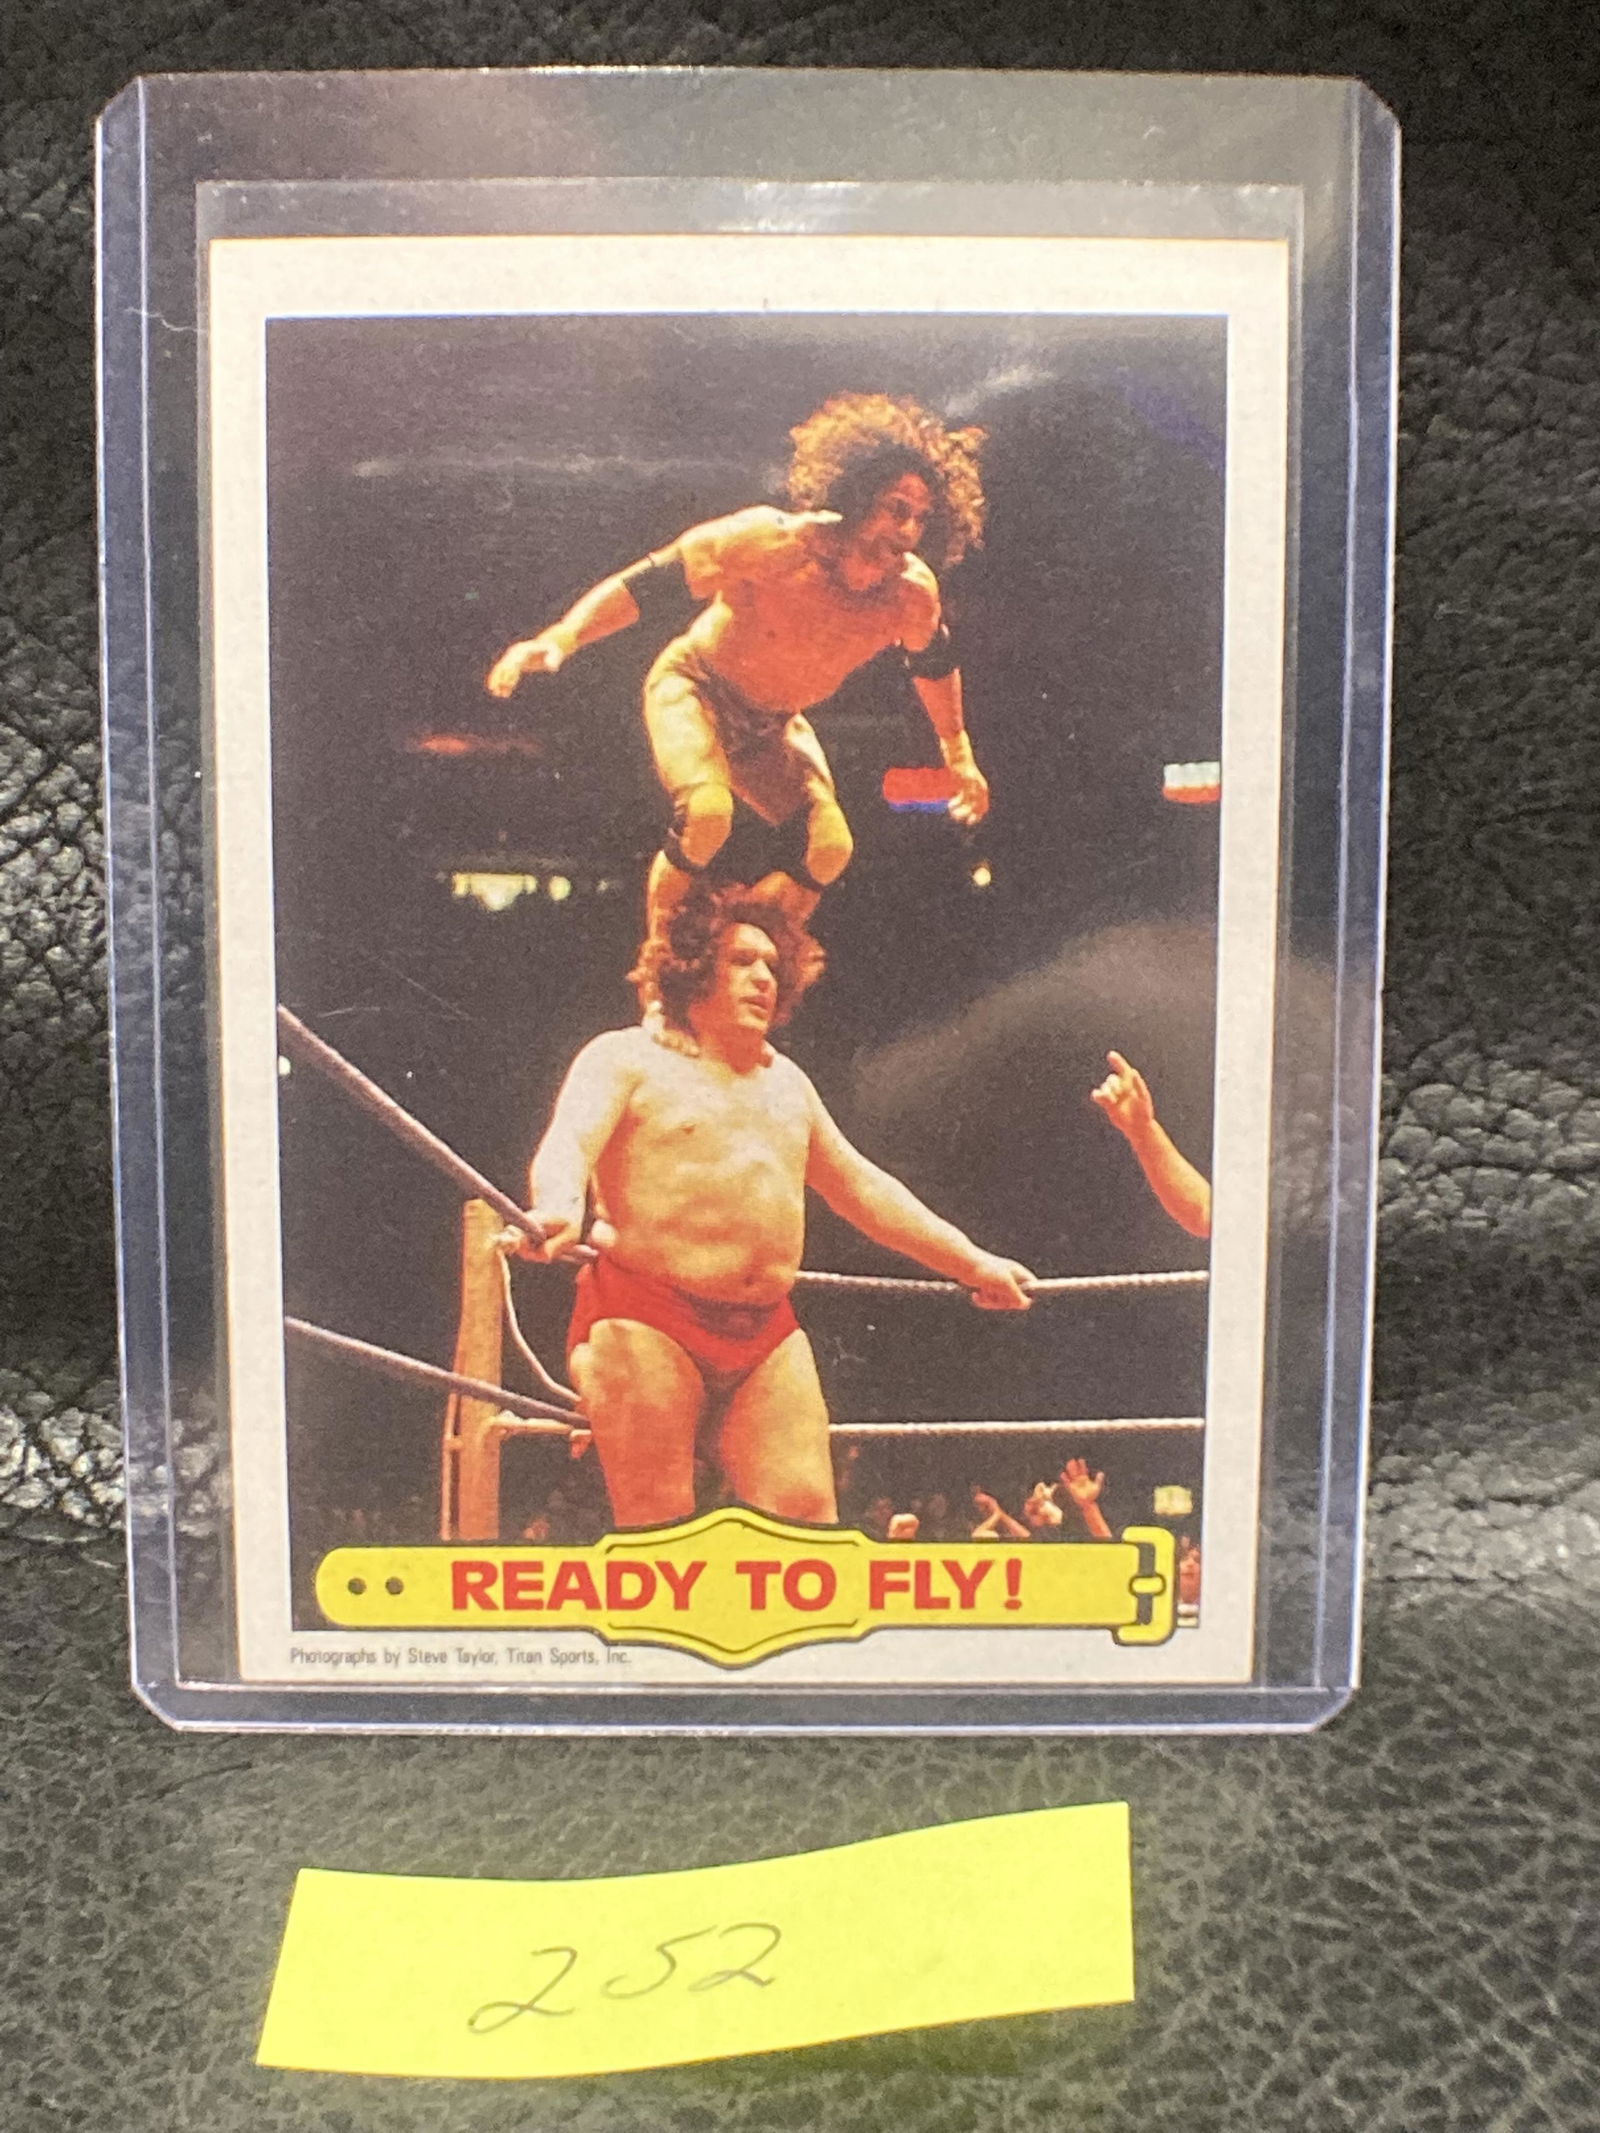 READY TO FLY!
Photographs by Steve Taylor, Titan Sports, Inc.
252